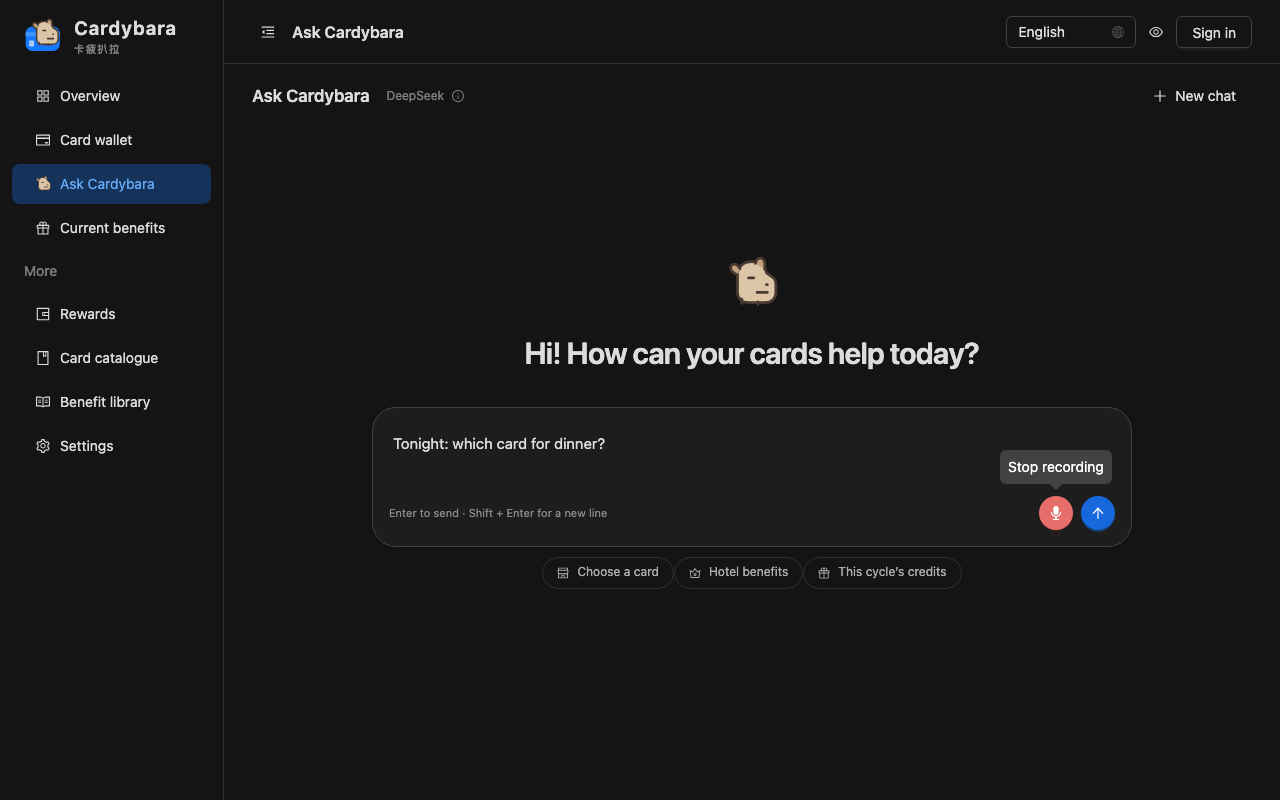 Cardybara
卡疲扒拉
Overview
Card wallet
Ask Cardybara
Current benefits
More
Rewards
Card catalogue
Benefit library
Settings
Ask Cardybara
English
Sign in
Ask Cardybara
DeepSeek
New chat
Hi! How can your cards help today?
Tonight: which card for dinner?
Stop recording
Enter to send · Shift + Enter for a new line
Choose a card
Hotel benefits
This cycle's credits